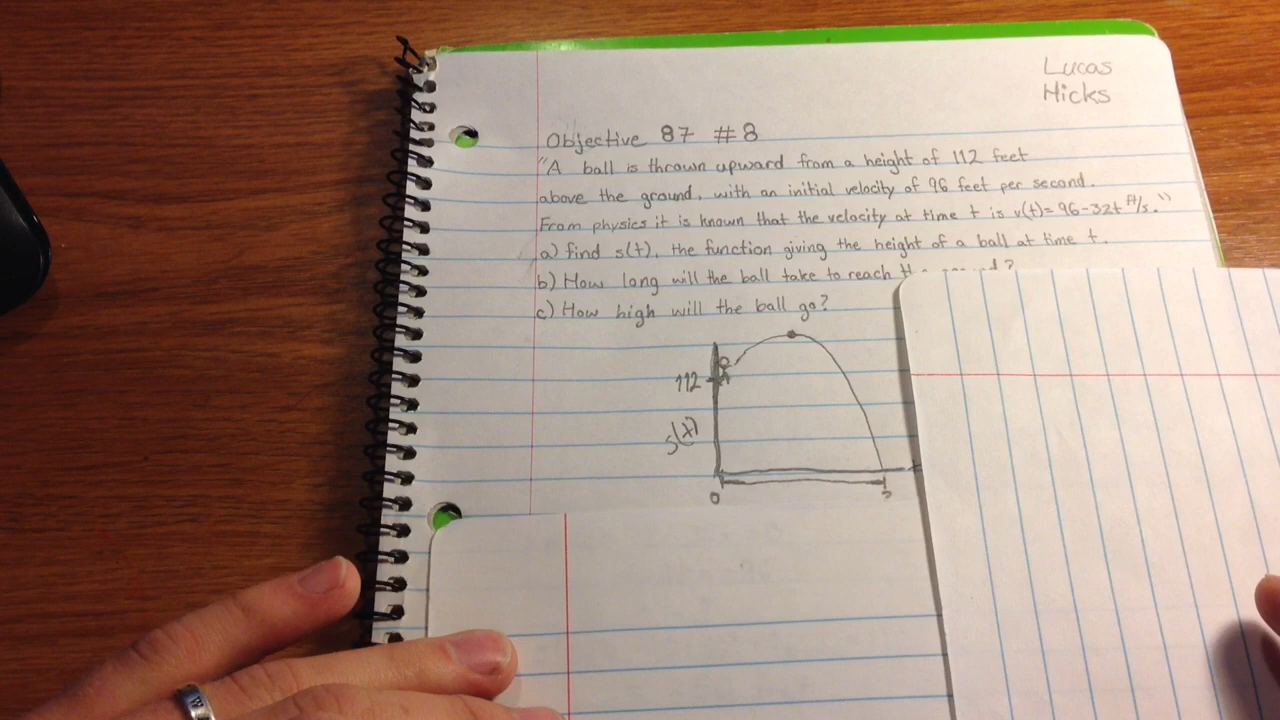 Lucas
Hicks
Objective 87 #8
"A ball is thrown upward from a height of 112 feet
above the ground, with an initial velocity of 96 feet per second.
From physics it is known that the velocity at time t is v(t)= 96-32t ft/s."
a) find s(t), the function giving the height of a ball at time t.
b) How long will the ball take to reach
c) How high will the ball go?
112
s(t)
0 ?